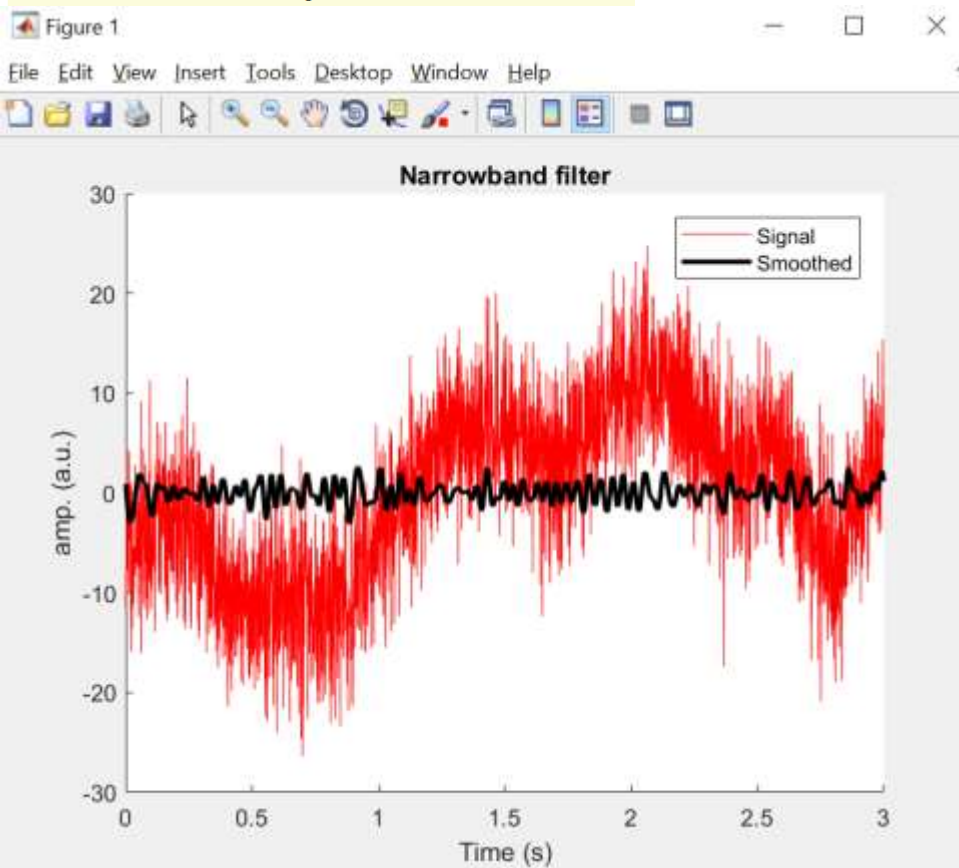 Figure 1
File Edit View Insert Tools Desktop Window Help
Narrowband filter
30
Signal
Smoothed
20
10
0
-10
-20
-30
amp. (a.u.)
0 0.5 1 1.5 2 2.5 3
Time (s)